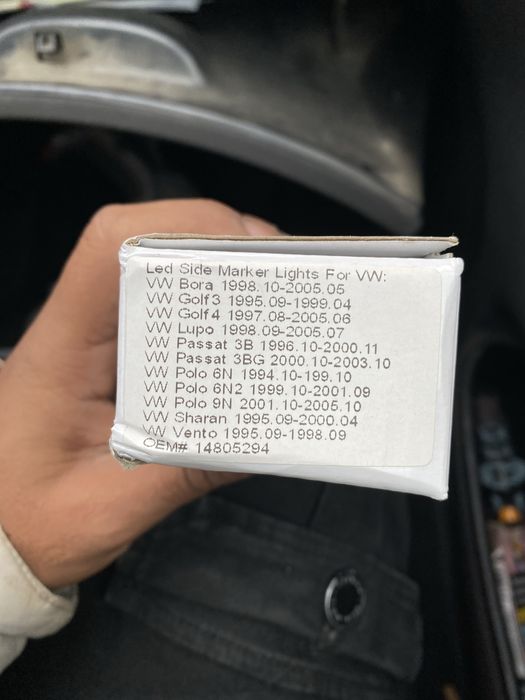 Led Side Marker Lights For VW:
VW Bora 1998.10-2005.05
VW Golf3 1995.09-1999.04
VW Golf4 1997.08-2005.06
VW Lupo 1998.09-2005.07
VW Passat 3B 1996.10-2000.11
VW Passat 3BG 2000.10-2003.10
VW Polo 6N 1994.10-199.10
VW Polo 6N2 1999.10-2001.09
VW Polo 9N 2001.10-2005.10
VW Sharan 1995.09-2000.04
VW Vento 1995.09-1998.09
OEM# 14805294